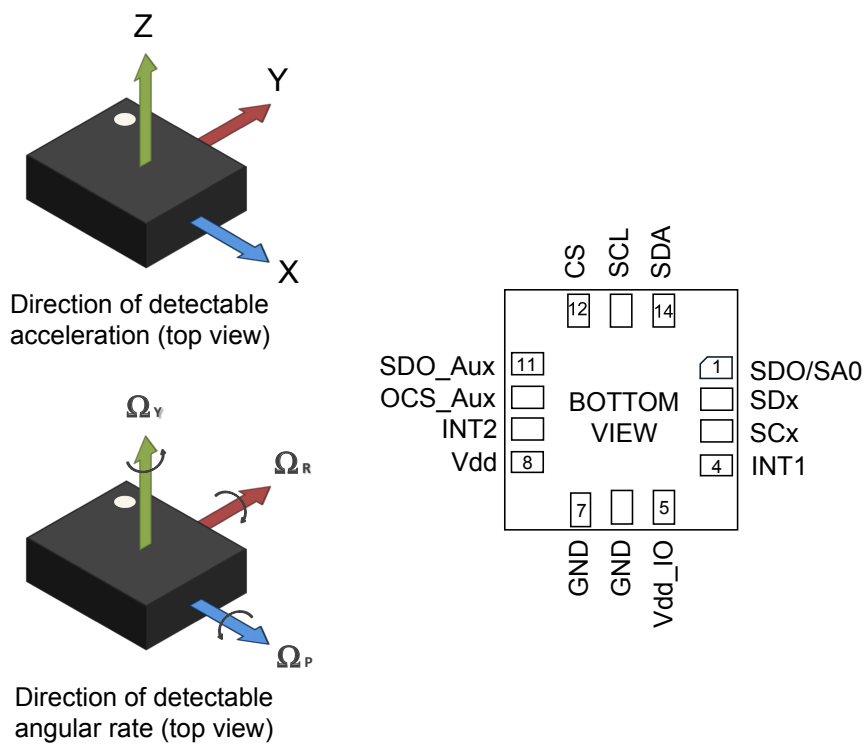 Z
Y
X
Direction of detectable
acceleration (top view)
ΩY
ΩR
ΩP
Direction of detectable
angular rate (top view)
CS
SCL
SDA
12
14
SDO_Aux
11
1
SDO/SA0
OCS_Aux
BOTTOM
SDx
INT2
VIEW
SCx
Vdd
8
4
INT1
7
5
GND
GND
Vdd_IO